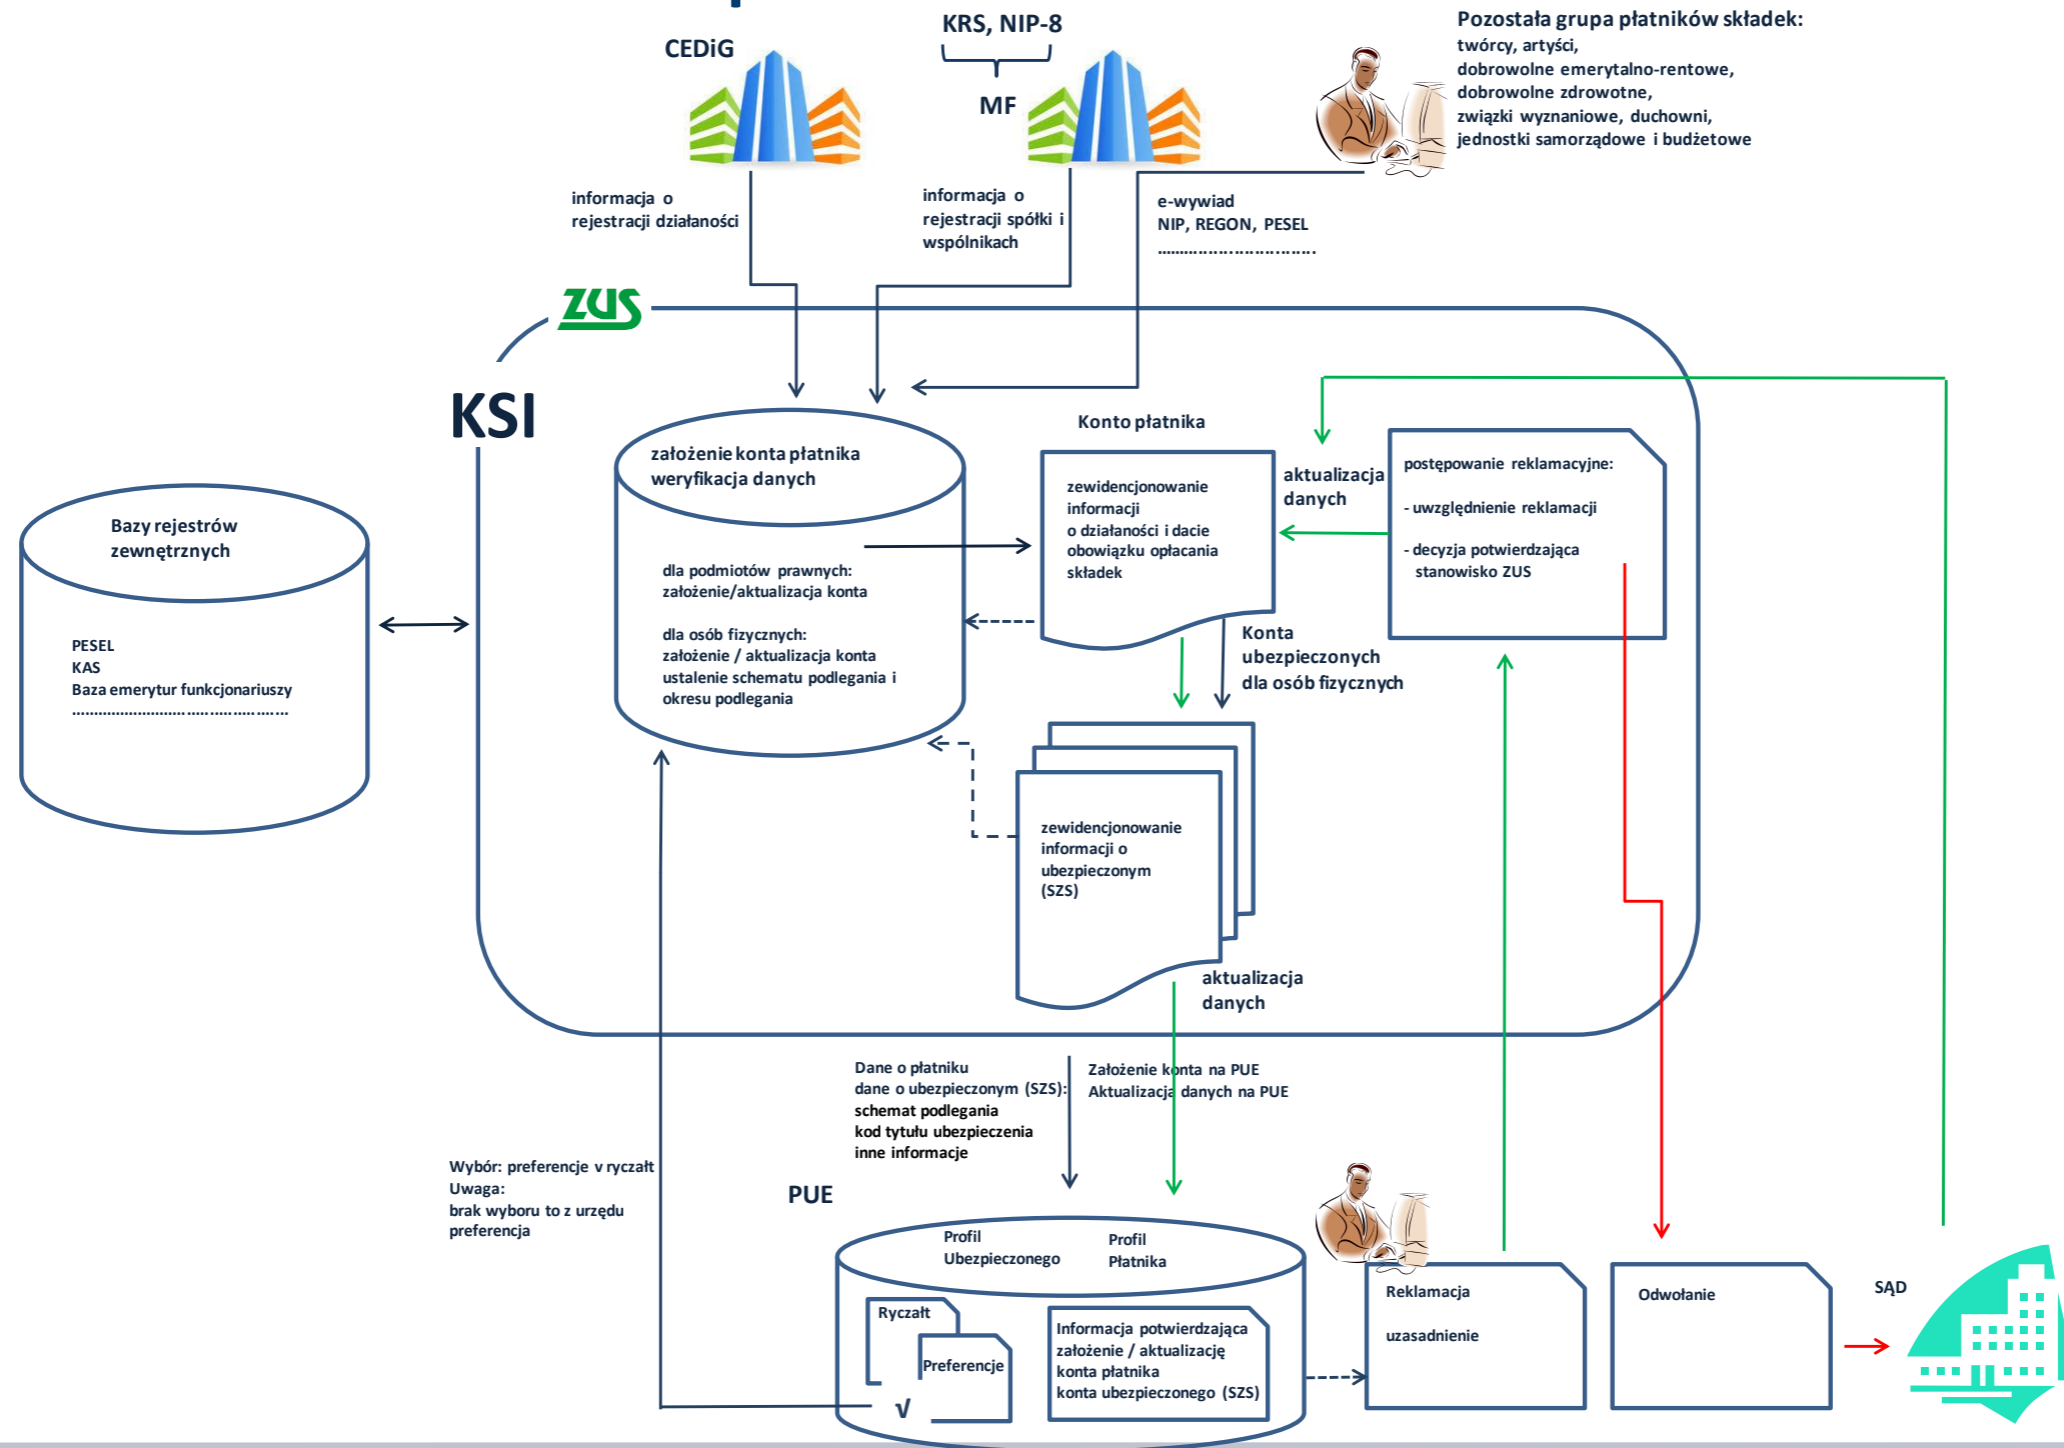 KRS, NIP-8
CEDiG
MF
Pozostała grupa płatników składek:
twórcy, artyści,
dobrowolne emerytalno-rentowe,
dobrowolne zdrowotne,
związki wyznaniowe, duchowni,
jednostki samorządowe i budżetowe
informacja o
rejestracji działaności
informacja o
rejestracji spółki i
wspólnikach
e-wywiad
NIP, REGON, PESEL
.......................................
ZUS
KSI
Bazy rejestrów
zewnętrznych
PESEL
KAS
Baza emerytur funkcjonariuszy
..................................................
założenie konta płatnika
weryfikacja danych
dla podmiotów prawnych:
założenie/aktualizacja konta
dla osób fizycznych:
założenie / aktualizacja konta
ustalenie schematu podlegania i
okresu podlegania
Konto płatnika
zewidencjonowanie
informacji
o działaności i dacie
obowiązku opłacania
składek
aktualizacja
danych
postępowanie reklamacyjne:
- uwzględnienie reklamacji
- decyzja potwierdzająca
stanowisko ZUS
Konta
ubezpieczonych
dla osób fizycznych
zewidencjonowanie
informacji o
ubezpieczonym
(SZS)
aktualizacja
danych
Dane o płatniku
dane o ubezpieczonym (SZS):
schemat podlegania
kod tytułu ubezpieczenia
inne informacje
Założenie konta na PUE
Aktualizacja danych na PUE
Wybór: preferencje v ryczałt
Uwaga:
brak wyboru to z urzędu
preferencja
PUE
Profil
Ubezpieczonego
Profil
Płatnika
Ryczałt
Preferencje
√
Informacja potwierdzająca
założenie / aktualizację
konta płatnika
konta ubezpieczonego (SZS)
Reklamacja
uzasadnienie
Odwołanie
SĄD